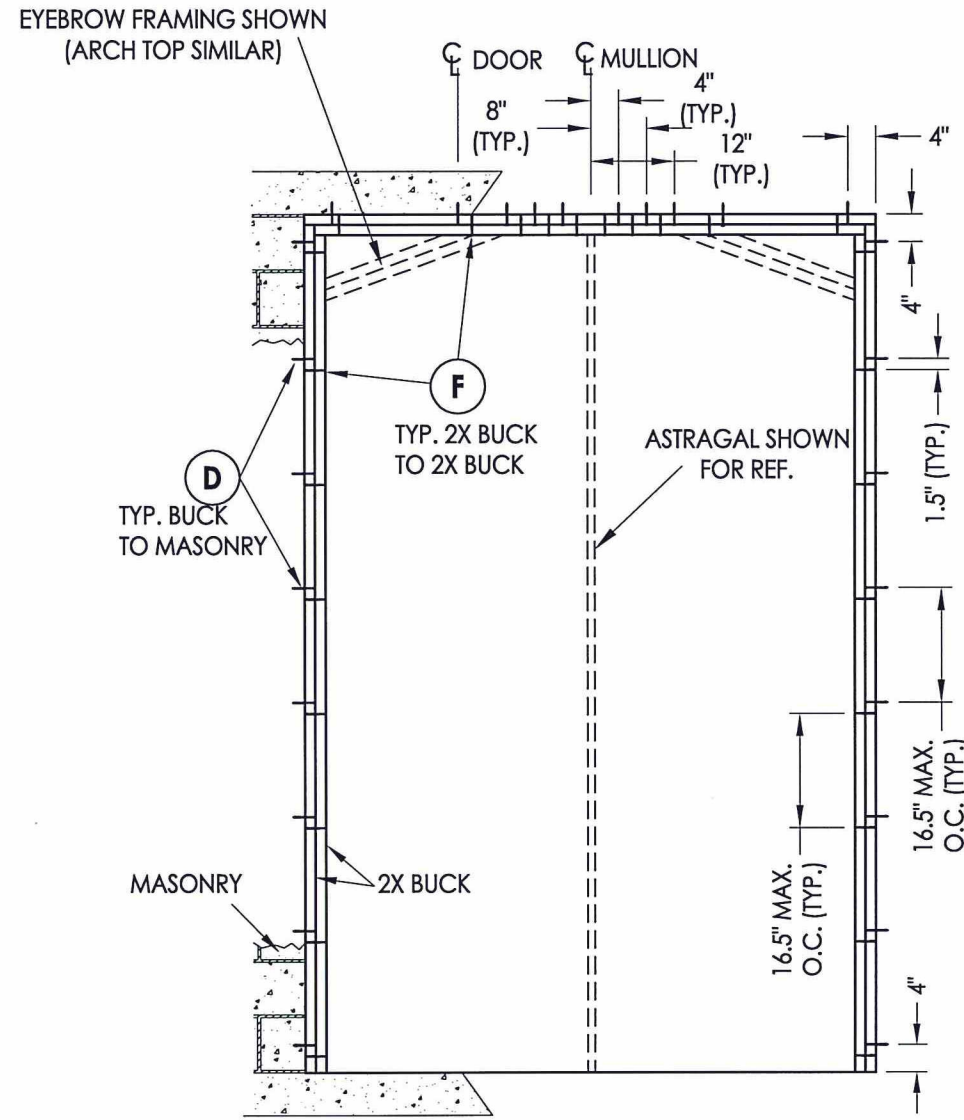 EYEBROW FRAMING SHOWN
(ARCH TOP SIMILAR)
CL DOOR
CL MULLION
4"
(TYP.)
8"
(TYP.)
12"
(TYP.)
4"
4"
F
TYP. 2X BUCK
TO 2X BUCK
ASTRAGAL SHOWN
FOR REF.
1.5" (TYP.)
D
TYP. BUCK
TO MASONRY
16.5" MAX.
O.C. (TYP.)
16.5" MAX.
O.C. (TYP.)
MASONRY
2X BUCK
4"